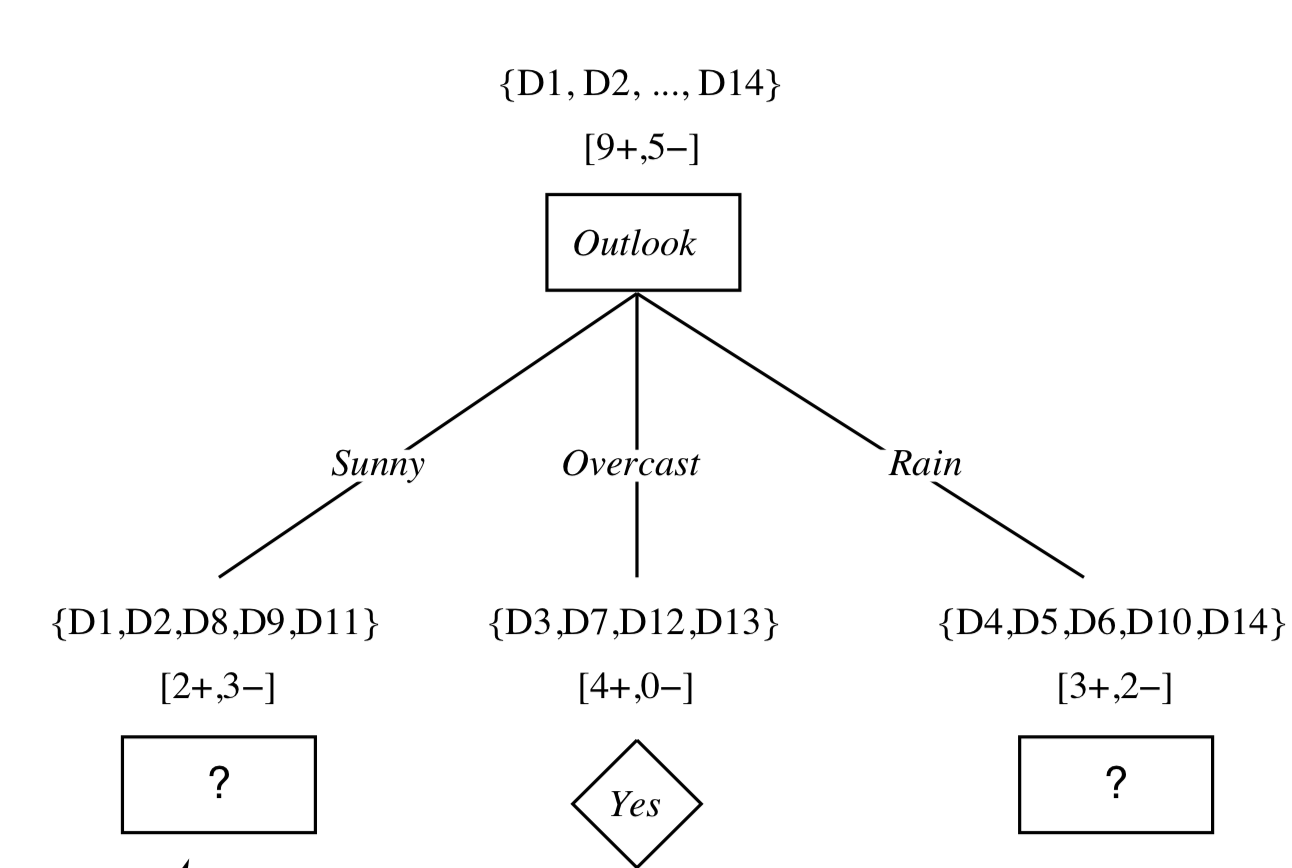 {D1, D2, ..., D14}
[9+,5−]
Outlook
Sunny Overcast Rain
{D1,D2,D8,D9,D11} {D3,D7,D12,D13} {D4,D5,D6,D10,D14}
[2+,3−] [4+,0−] [3+,2−]
? Yes ?